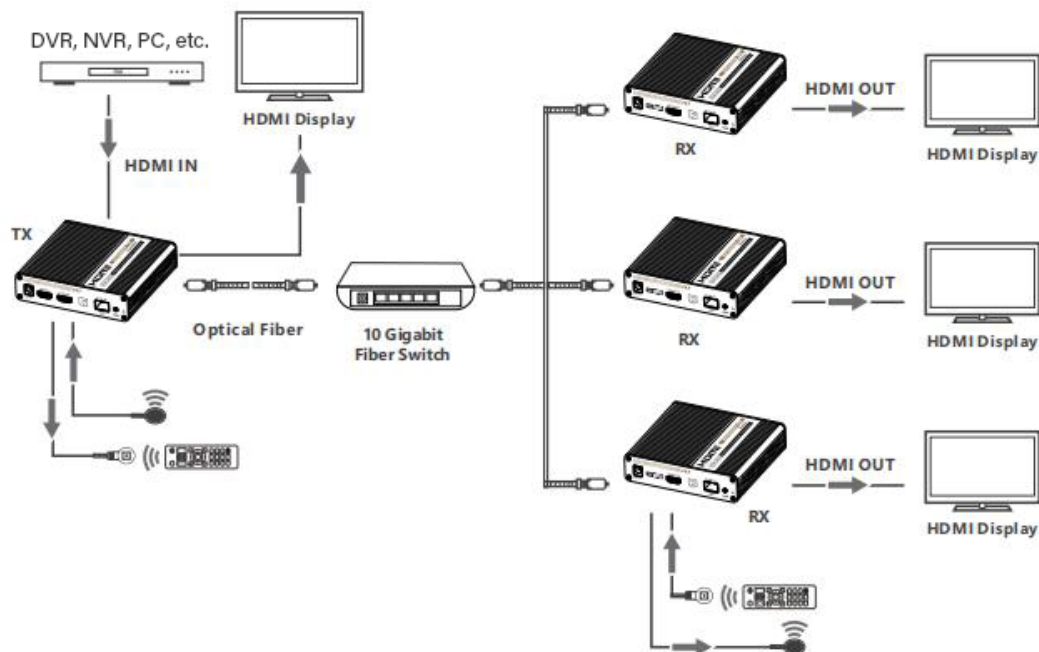 DVR, NVR, PC, etc.
HDMI Display
HDMI IN
TX
Optical Fiber
10 Gigabit
Fiber Switch
RX
HDMI OUT
HDMI Display
RX
HDMI OUT
HDMI Display
RX
HDMI OUT
HDMI Display